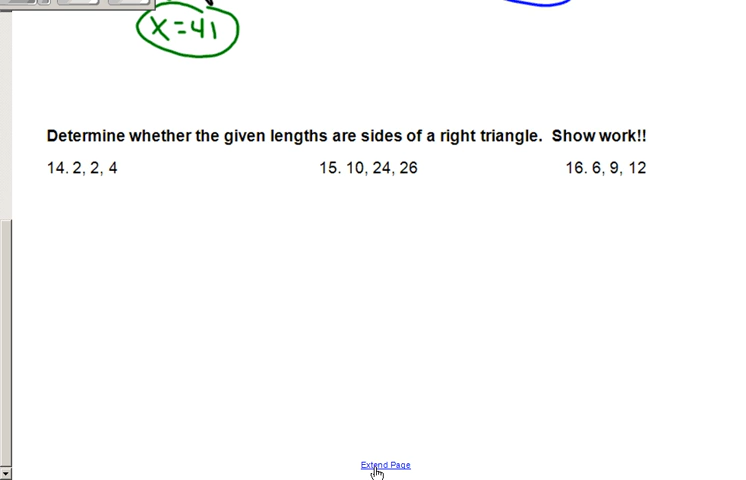 x=41
Determine whether the given lengths are sides of a right triangle. Show work!!
14. 2, 2, 4 15. 10, 24, 26 16. 6, 9, 12
Extend Page